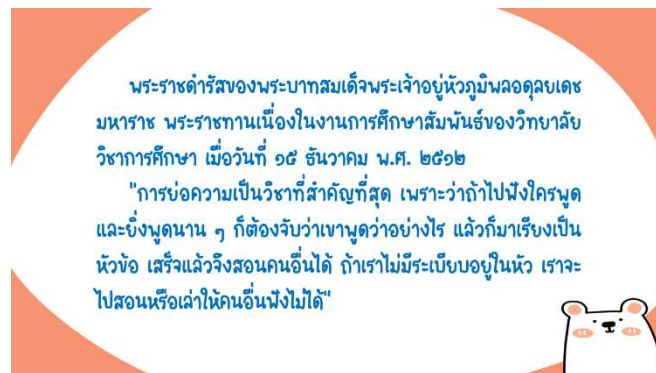 พระราชดำรัสของพระบาทสมเด็จพระเจ้าอยู่หัวภูมิพลอดุลยเดช
มหาราช พระราชทานเนื่องในงานการศึกษาสัมพันธ์ของวิทยาลัย
วิชาการศึกษา เมื่อวันที่ ๑๕ ธันวาคม พ.ศ. ๒๕๑๒
"การย่อความเป็นวิชาที่สำคัญที่สุด เพราะว่าถ้าไปฟังใครพูด
และยิ่งพูดนาน ๆ ก็ต้องจับว่าเขาพูดว่าอย่างไร แล้วก็มาเรียงเป็น
หัวข้อ เสร็จแล้วจึงสอนคนอื่นได้ ถ้าเราไม่มีระเบียบอยู่ในหัว เราจะ
ไปสอนหรือเล่าให้คนอื่นฟังไม่ได้"